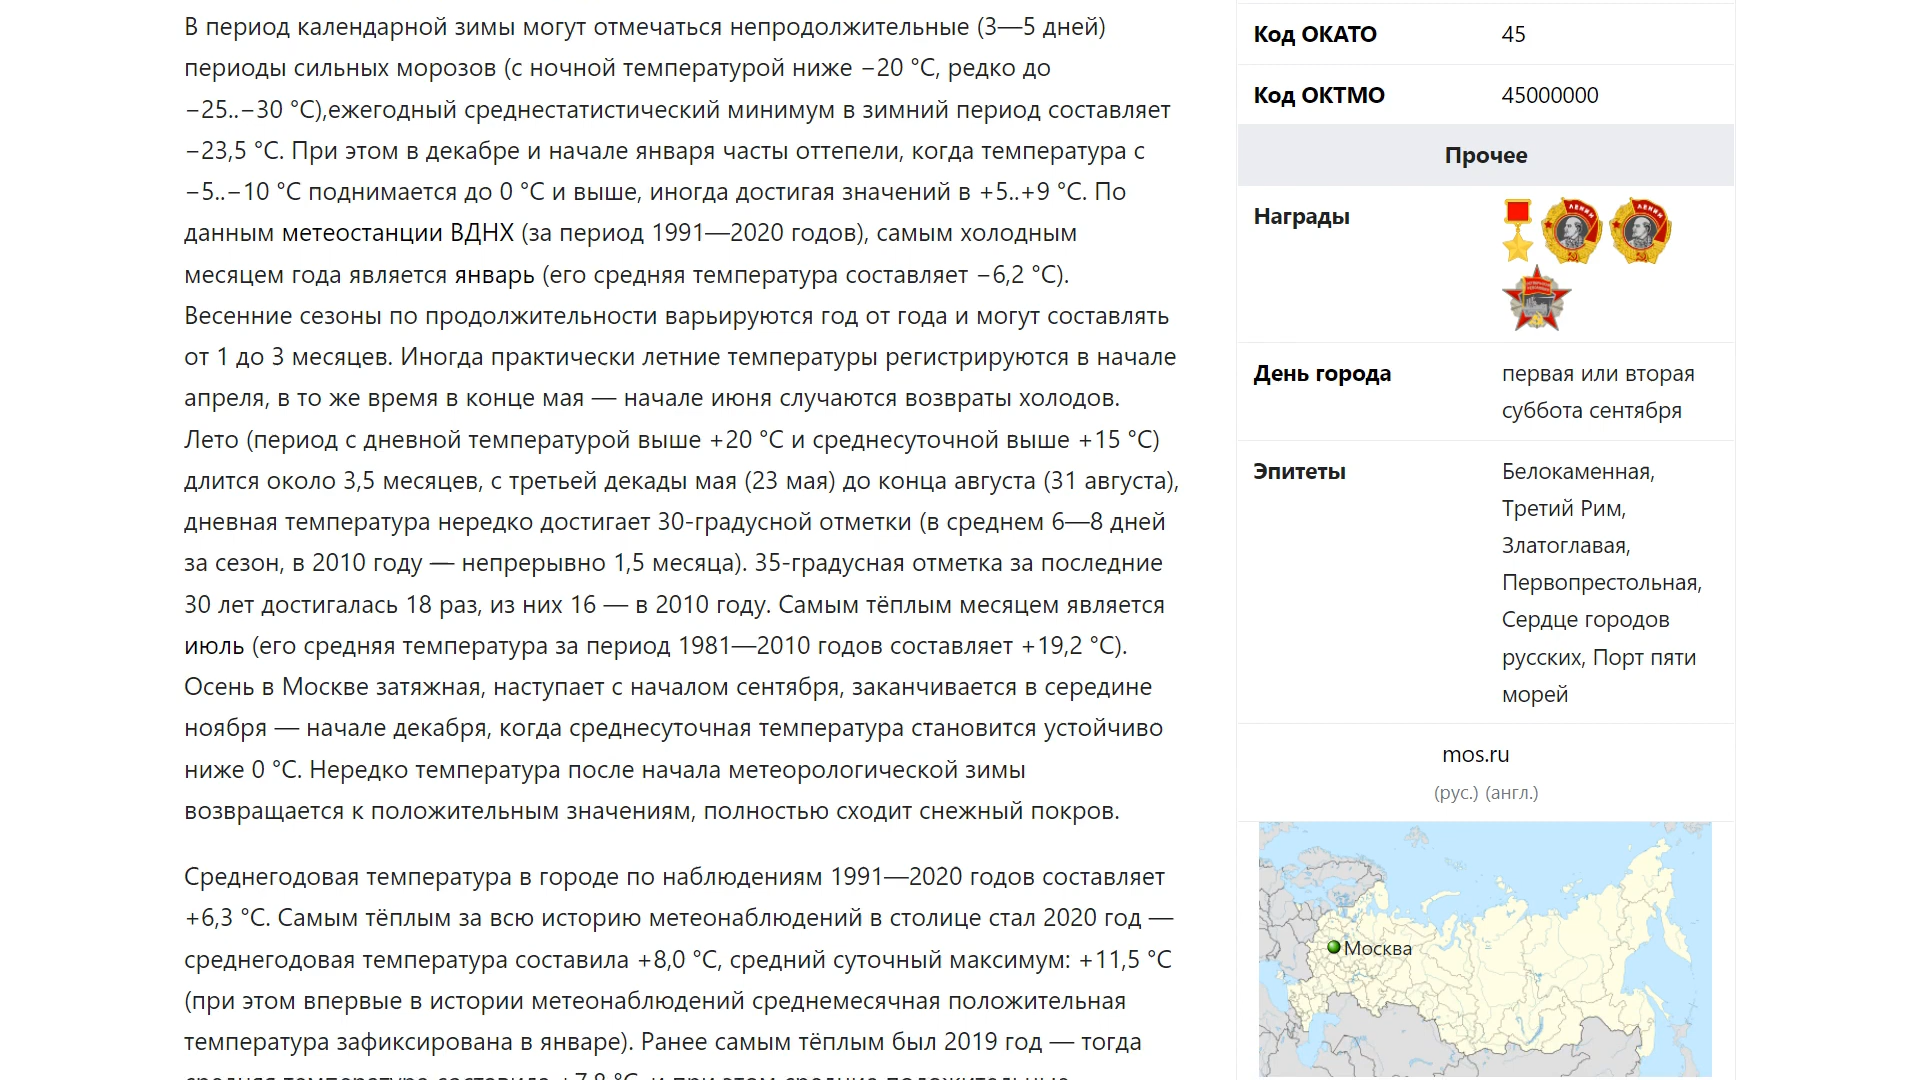 В период календарной зимы могут отмечаться непродолжительные (3—5 дней)
периоды сильных морозов (с ночной температурой ниже −20 °C, редко до
−25..−30 °C),ежегодный среднестатистический минимум в зимний период составляет
−23,5 °C. При этом в декабре и начале января часты оттепели, когда температура с
−5..−10 °C поднимается до 0 °C и выше, иногда достигая значений в +5..+9 °C. По
данным метеостанции ВДНХ (за период 1991—2020 годов), самым холодным
месяцем года является январь (его средняя температура составляет −6,2 °C).
Весенние сезоны по продолжительности варьируются год от года и могут составлять
от 1 до 3 месяцев. Иногда практически летние температуры регистрируются в начале
апреля, в то же время в конце мая — начале июня случаются возвраты холодов.
Лето (период с дневной температурой выше +20 °C и среднесуточной выше +15 °C)
длится около 3,5 месяцев, с третьей декады мая (23 мая) до конца августа (31 августа),
дневная температура нередко достигает 30-градусной отметки (в среднем 6—8 дней
за сезон, в 2010 году — непрерывно 1,5 месяца). 35-градусная отметка за последние
30 лет достигалась 18 раз, из них 16 — в 2010 году. Самым тёплым месяцем является
июль (его средняя температура за период 1981—2010 годов составляет +19,2 °C).
Осень в Москве затяжная, наступает с началом сентября, заканчивается в середине
ноября — начале декабря, когда среднесуточная температура становится устойчиво
ниже 0 °C. Нередко температура после начала метеорологической зимы
возвращается к положительным значениям, полностью сходит снежный покров.
Среднегодовая температура в городе по наблюдениям 1991—2020 годов составляет
+6,3 °C. Самым тёплым за всю историю метеонаблюдений в столице стал 2020 год —
среднегодовая температура составила +8,0 °C, средний суточный максимум: +11,5 °C
(при этом впервые в истории метеонаблюдений среднемесячная положительная
температура зафиксирована в январе). Ранее самым тёплым был 2019 год — тогда
Код ОКАТО 45
Код ОКТМО 45000000
Прочее
Награды
День города первая или вторая
суббота сентября
Эпитеты Белокаменная,
Третий Рим,
Златоглавая,
Первопрестольная,
Сердце городов
русских, Порт пяти
морей
mos.ru
(рус.) (англ.)
Москва